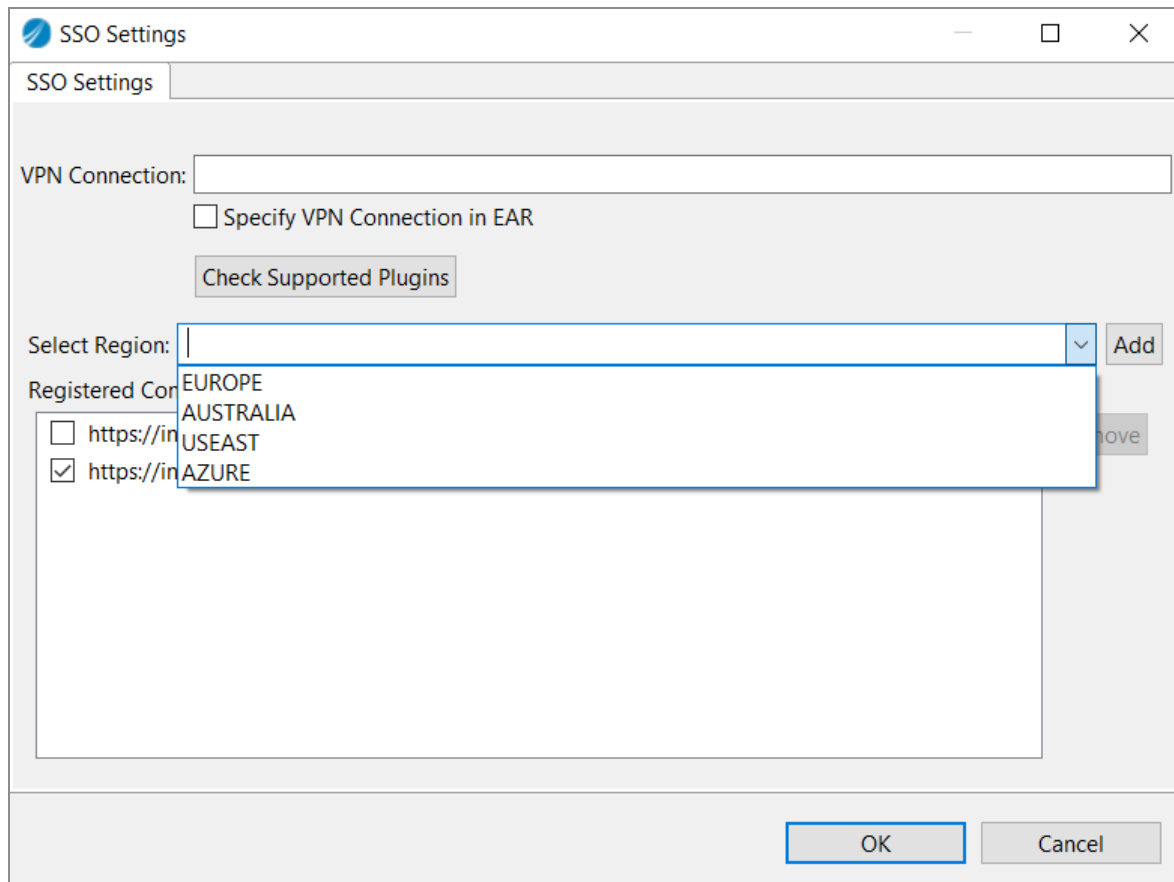 SSO Settings
SSO Settings
VPN Connection:
Specify VPN Connection in EAR
Check Supported Plugins
Select Region:
Add
Registered
EUROPE
AUSTRALIA
USEAST
AZURE
https://in
https://in
OK
Cancel